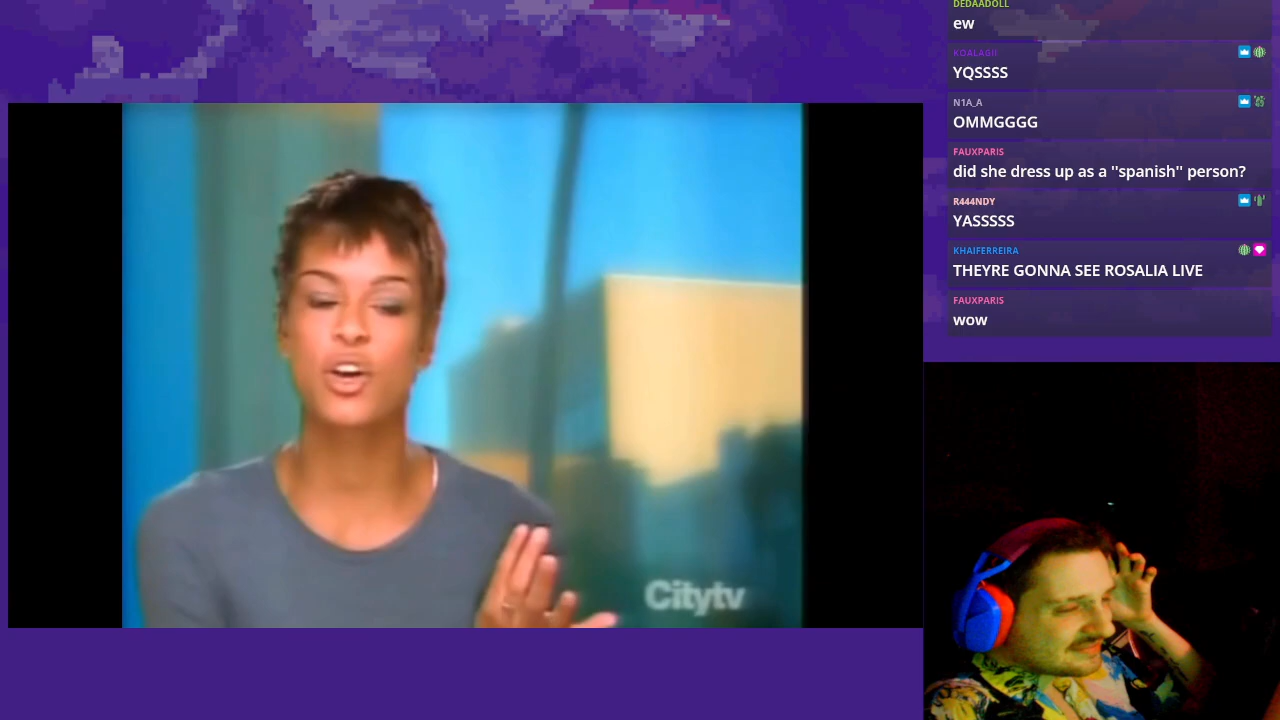 DEDAADOLL
ew
KOALAGII
YQSSSS
N1A_A
OMMGGGG
FAUXPARIS
did she dress up as a "spanish" person?
R444NDY
YASSSSS
KHAIFERREIRA
THEYRE GONNA SEE ROSALIA LIVE
FAUXPARIS
wow
Citytv